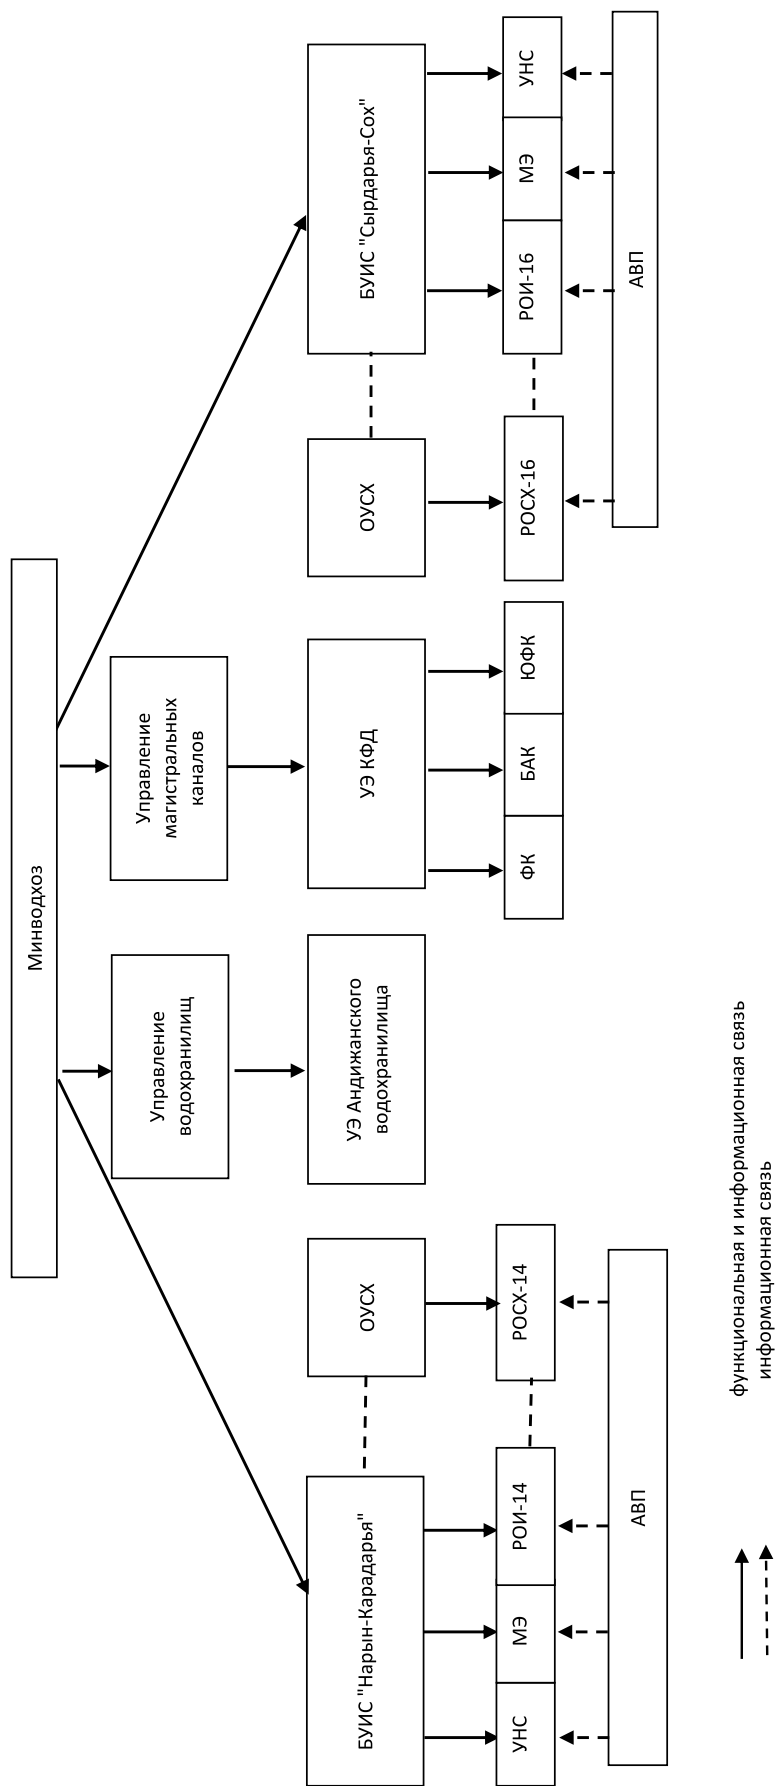 Минводхоз
Управление
водохранилищ
Управление
магистральных
каналов
БУИС "Нарын-Карадарья"
ОУСХ
УЭ Андижанского
водохранилища
УЭ КФД
ОУСХ
БУИС "Сырдарья-Сох"
УНС
МЭ
РОИ-14
РОСХ-14
ФК
БАК
ЮФК
РОСХ-16
РОИ-16
МЭ
УНС
АВП
АВП
функциональная и информационная связь
информационная связь